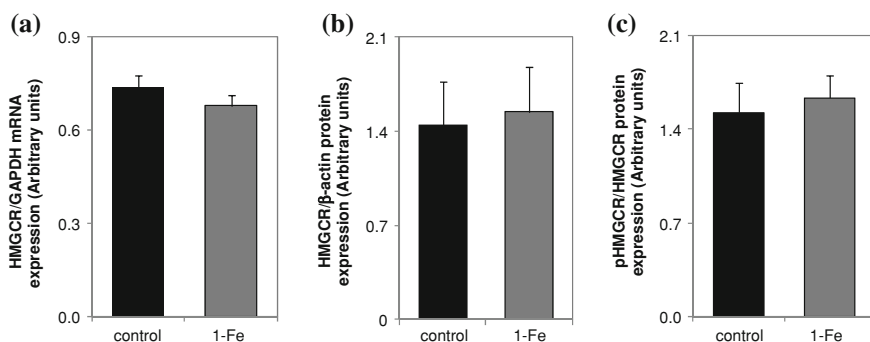 (a)
HMGCR/GAPDH mRNA
expression (Arbitrary units)
0.9
0.6
0.3
0.0
control
1-Fe
(b)
HMGCR/β-actin protein
expression (Arbitrary units)
2.1
1.4
0.7
0
control
1-Fe
(c)
pHMGCR/HMGCR protein
expression (Arbitrary units)
2.1
1.4
0.7
0.0
control
1-Fe